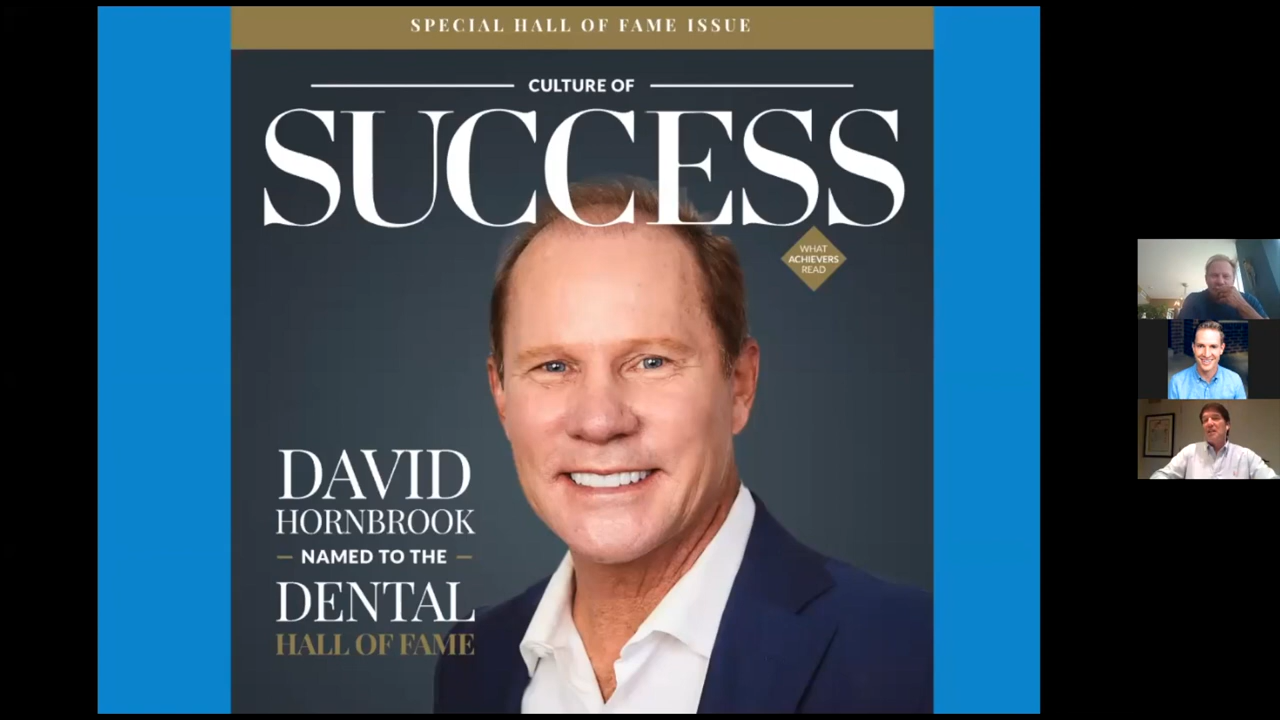 SPECIAL HALL OF FAME ISSUE
CULTURE OF
SUCCESS
WHAT
ACHIEVERS
READ
DAVID
HORNBROOK
NAMED TO THE
DENTAL
HALL OF FAME